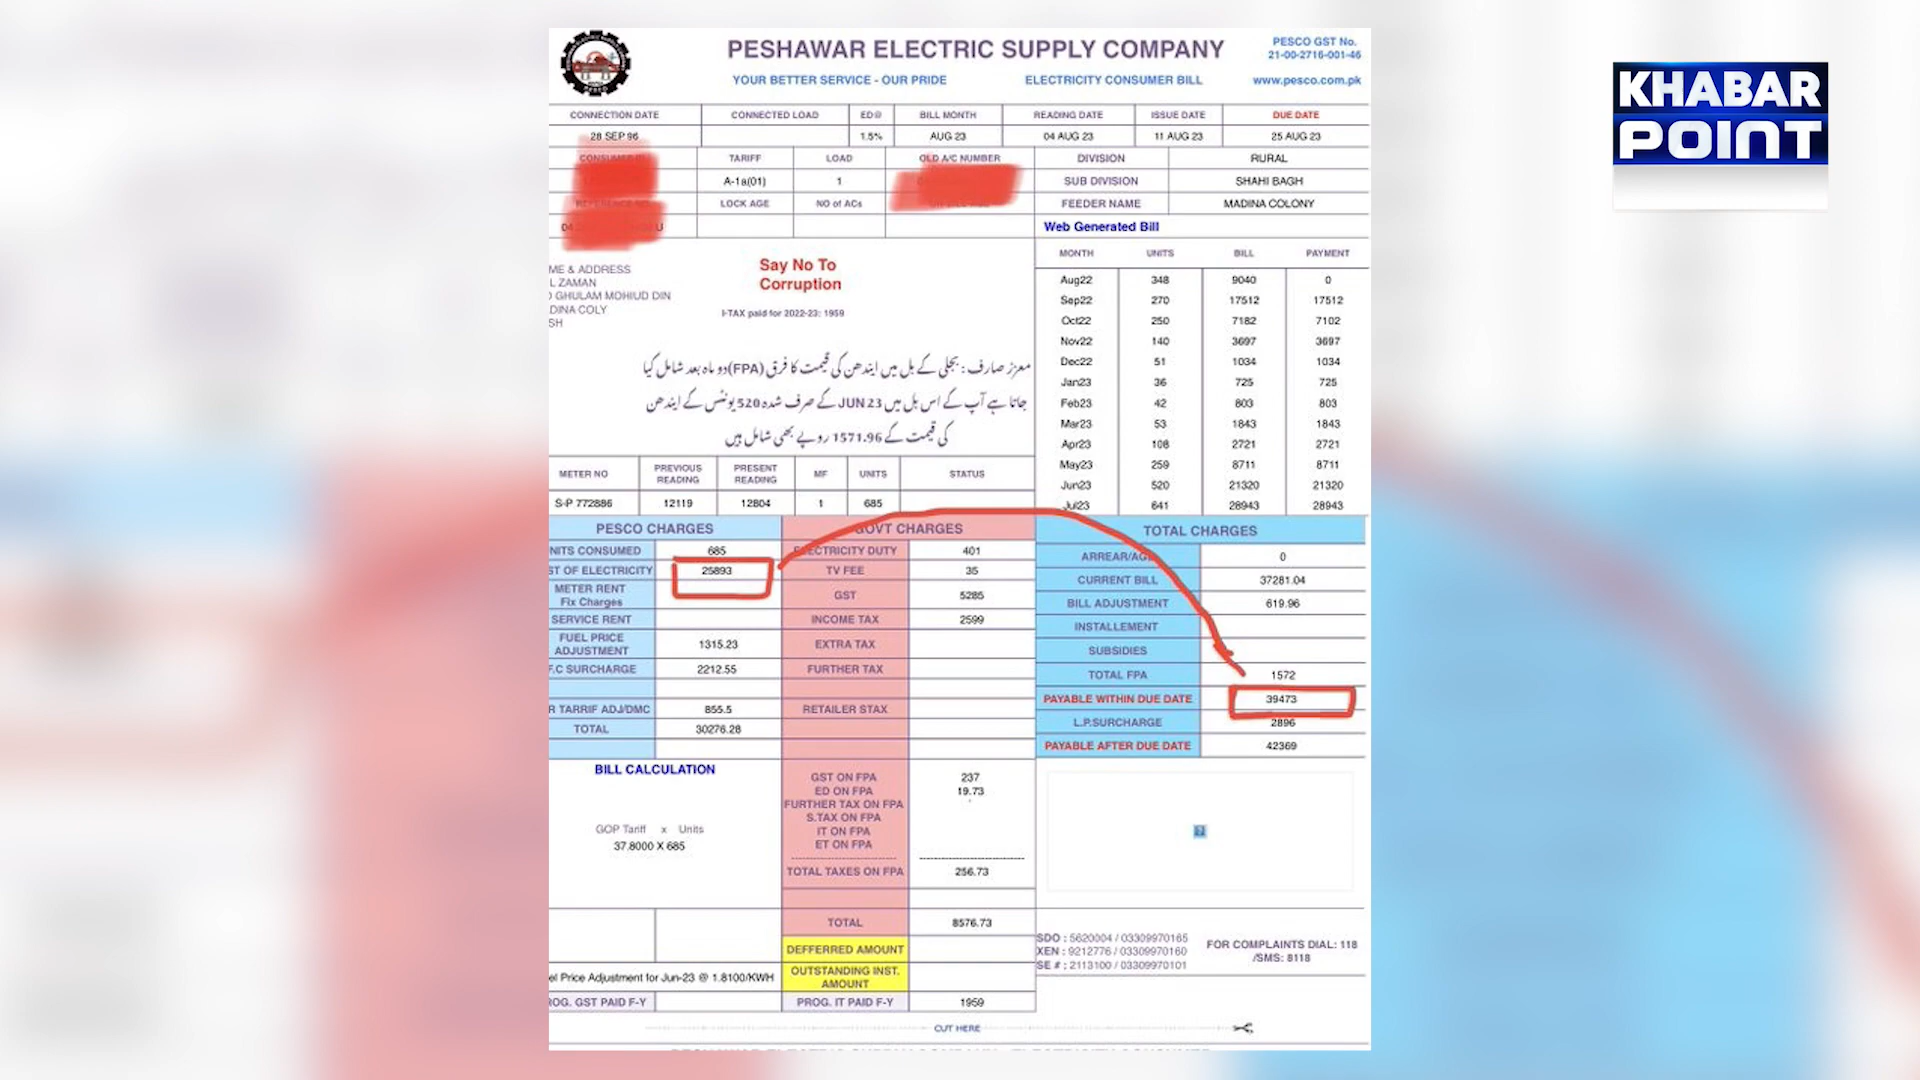 PESHAWAR ELECTRIC SUPPLY COMPANY
PESCO GST No.
21-00-2716-001-46
YOUR BETTER SERVICE - OUR PRIDE
ELECTRICITY CONSUMER BILL
www.pesco.com.pk
KHABAR
POINT
CONNECTION DATE CONNECTED LOAD ED@ BILL MONTH READING DATE ISSUE DATE DUE DATE
28 SEP 96 1.5% AUG 23 04 AUG 23 11 AUG 23 25 AUG 23
TARIFF LOAD OLD A/C NUMBER DIVISION RURAL
A-1a(01) 1 SUB DIVISION SHAHI BAGH
LOCK AGE NO of ACs FEEDER NAME MADINA COLONY
Web Generated Bill
ME & ADDRESS
L ZAMAN
GHULAM MOHIUD DIN
DINA COLY
SH
Say No To
Corruption
I-TAX paid for 2022-23: 1959
معزز صارف : بجلی کے بل میں ایندھن کی قیمت کا فرق (FPA) دو ماہ بعد شامل کیا
جاتا ہے آپ کے اس بل میں JUN 23 کے صرف شدہ 520 یونٹس کے ایندھن
کی قیمت کے 1571.96 روپے بھی شامل ہیں
MONTH UNITS BILL PAYMENT
Aug22 348 9040 0
Sep22 270 17512 17512
Oct22 250 7182 7102
Nov22 140 3697 3697
Dec22 51 1034 1034
Jan23 36 725 725
Feb23 42 803 803
Mar23 53 1843 1843
Apr23 108 2721 2721
May23 259 8711 8711
Jun23 520 21320 21320
Jul23 641 28943 28943
METER NO PREVIOUS READING PRESENT READING MF UNITS STATUS
S-P 772886 12119 12804 1 685
PESCO CHARGES
NITS CONSUMED 685
ST OF ELECTRICITY 25893
METER RENT
Fix Charges
SERVICE RENT
FUEL PRICE
ADJUSTMENT 1315.23
F.C SURCHARGE 2212.55
R TARRIF ADJ/DMC 855.5
TOTAL 30276.28
GOVT CHARGES
ELECTRICITY DUTY 401
TV FEE 35
GST 5285
INCOME TAX 2599
EXTRA TAX
FURTHER TAX
RETAILER STAX
TOTAL CHARGES
ARREAR/AGE 0
CURRENT BILL 37281.04
BILL ADJUSTMENT 619.96
INSTALLEMENT
SUBSIDIES
TOTAL FPA 1572
PAYABLE WITHIN DUE DATE 39473
L.P.SURCHARGE 2896
PAYABLE AFTER DUE DATE 42369
BILL CALCULATION
GOP Tariff x Units
37.8000 X 685
GST ON FPA 237
ED ON FPA 19.73
FURTHER TAX ON FPA
S.TAX ON FPA
IT ON FPA
ET ON FPA
TOTAL TAXES ON FPA 256.73
TOTAL 8576.73
DEFFERRED AMOUNT
OUTSTANDING INST.
AMOUNT
el Price Adjustment for Jun-23 @ 1.8100/KWH
ROG. GST PAID F-Y
PROG. IT PAID F-Y 1959
SDO : 5620004 / 03309970165
XEN : 9212776 / 03309970160
SE # : 2113100 / 03309970101
FOR COMPLAINTS DIAL: 118
/SMS: 8118
CUT HERE